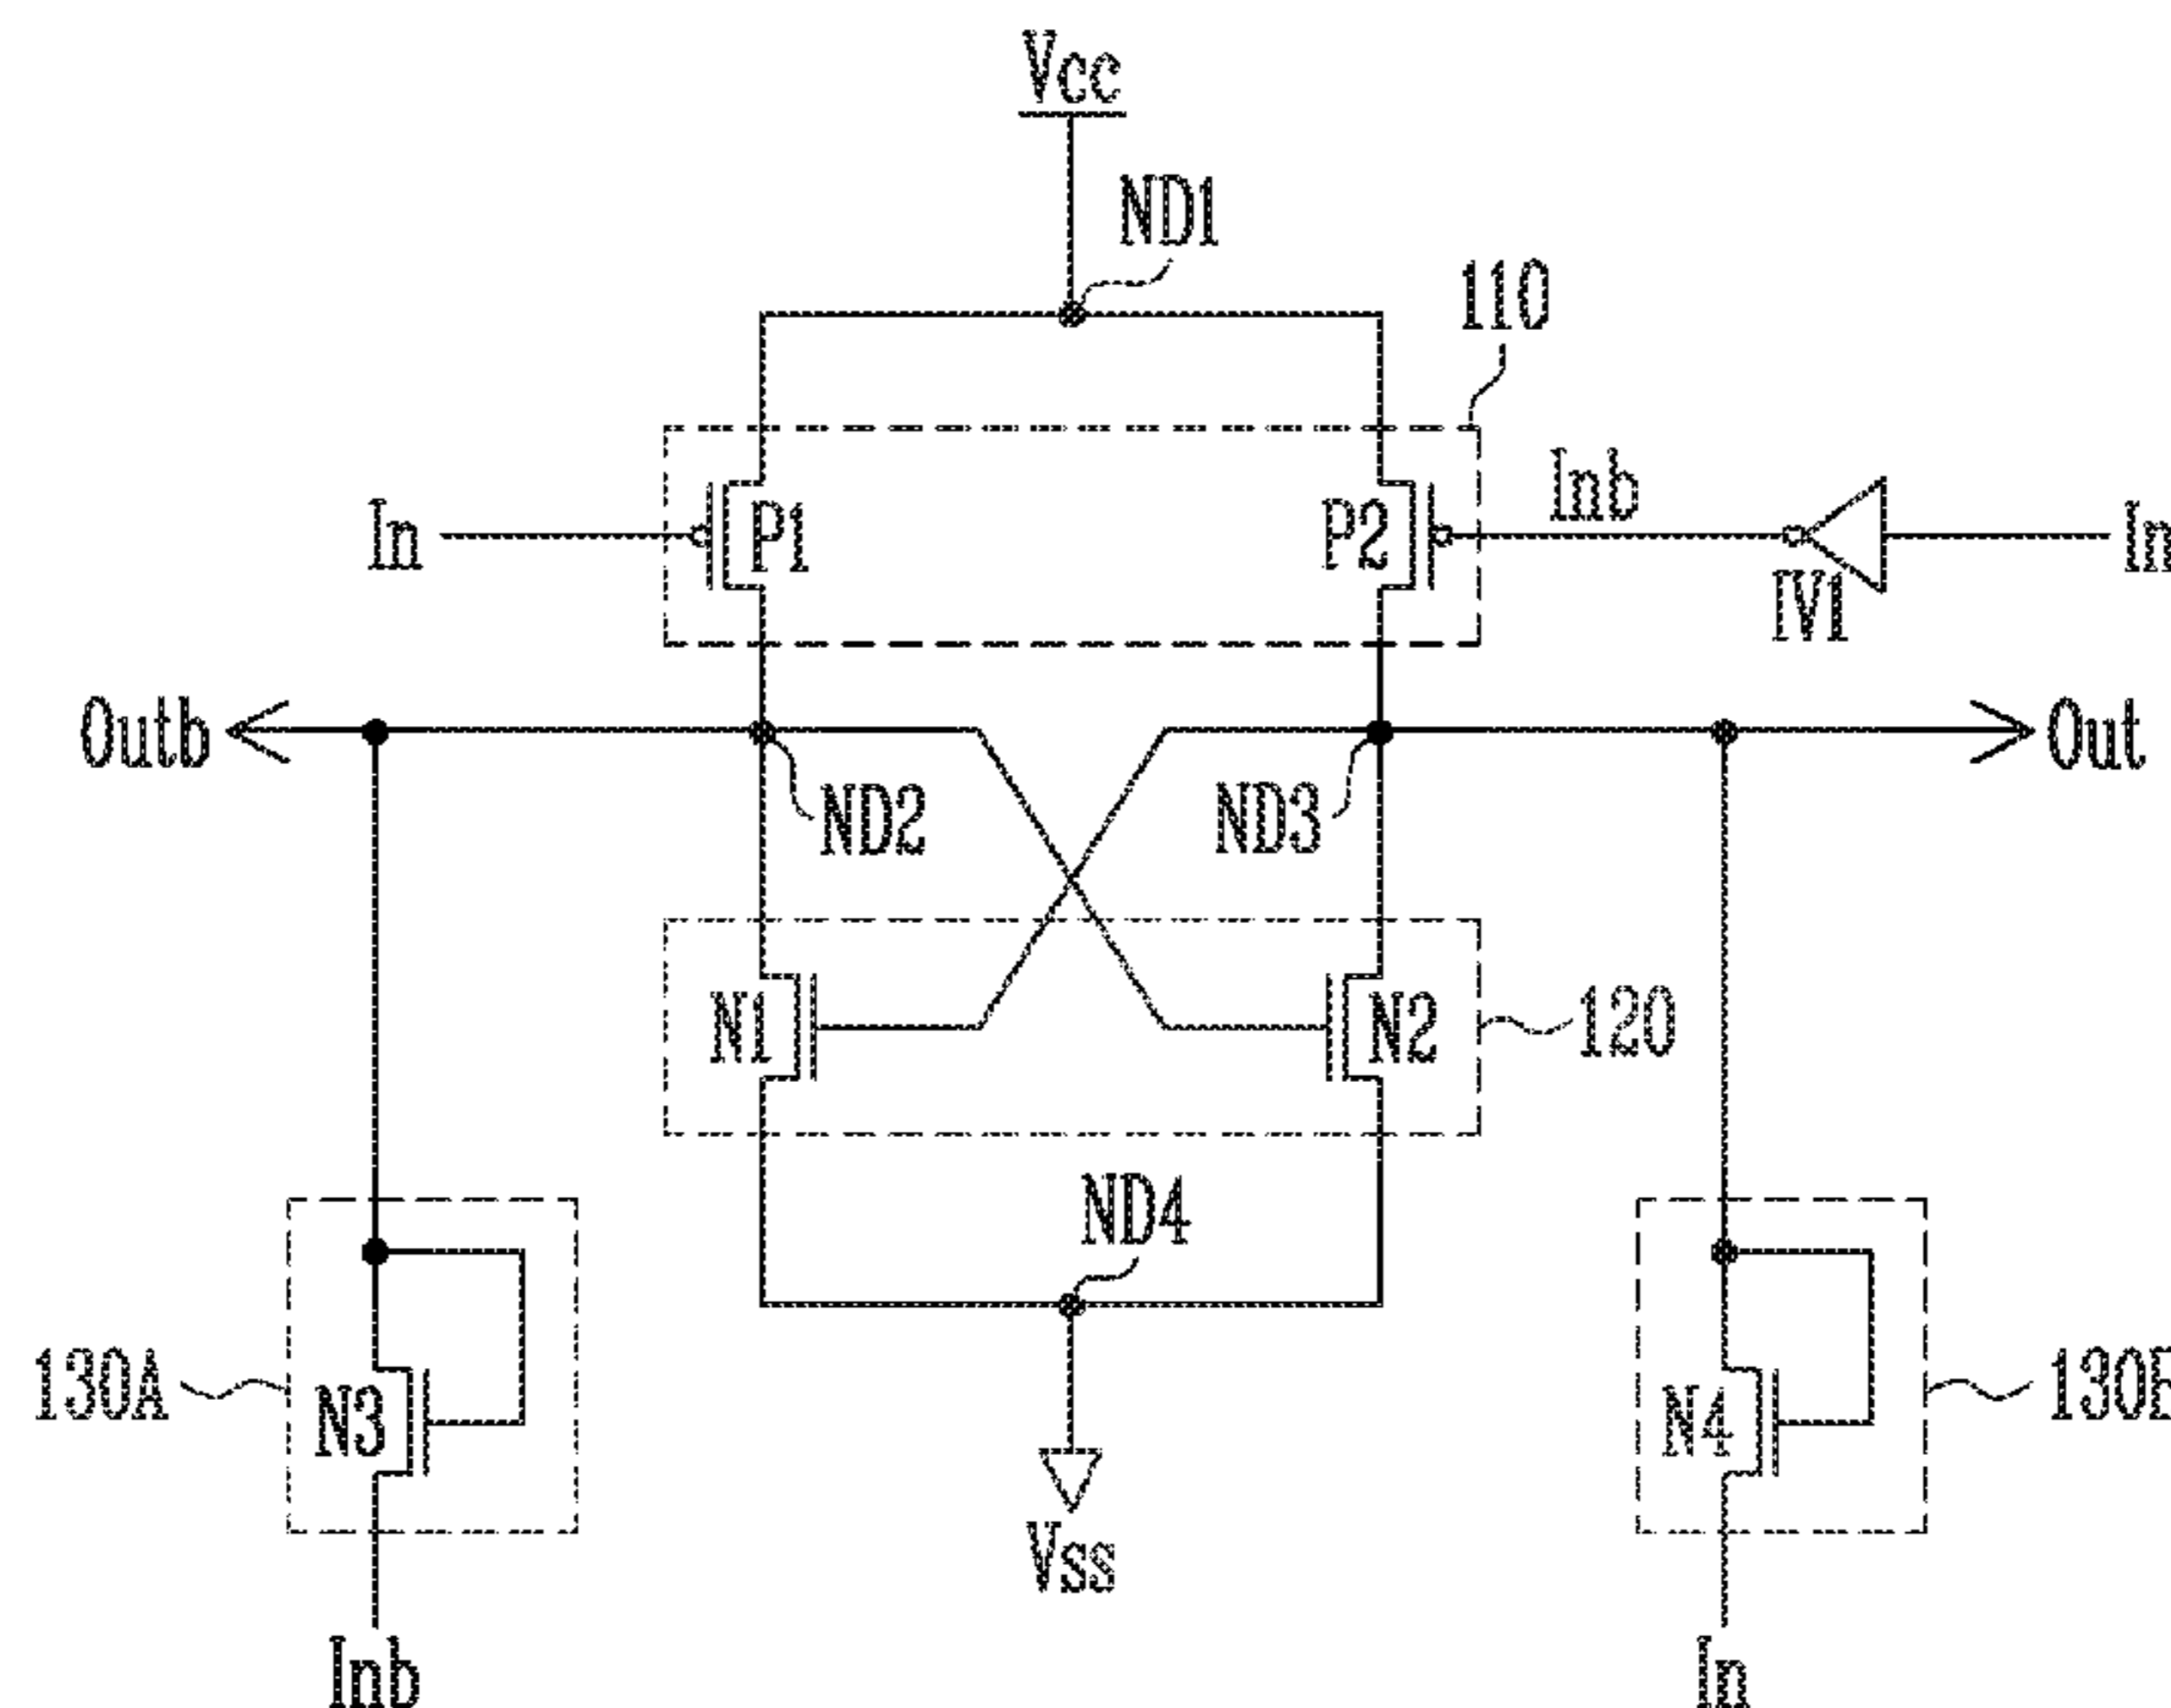 Vcc
ND1
110
In
P1
P2
Inb
IV1
In
Outb
Out
ND2
ND3
N1
N2
120
ND4
130A
N3
N4
Vss
Inb
In